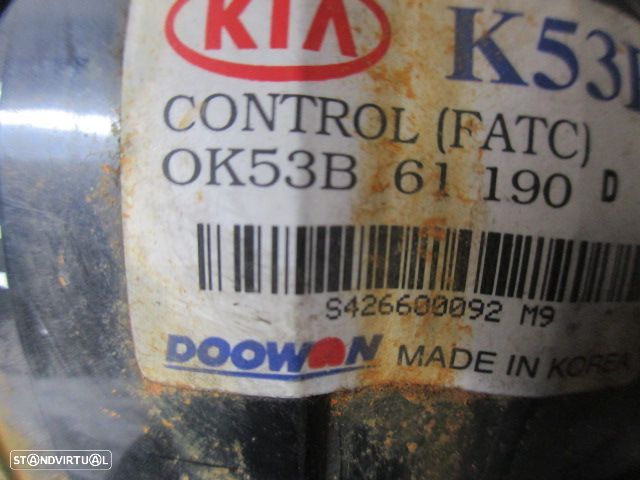 KIA K53
CONTROL (FATC)
OK53B 61 190 D
S426600092 M9
DOOWON MADE IN KOREA
STANDVIRTUAL